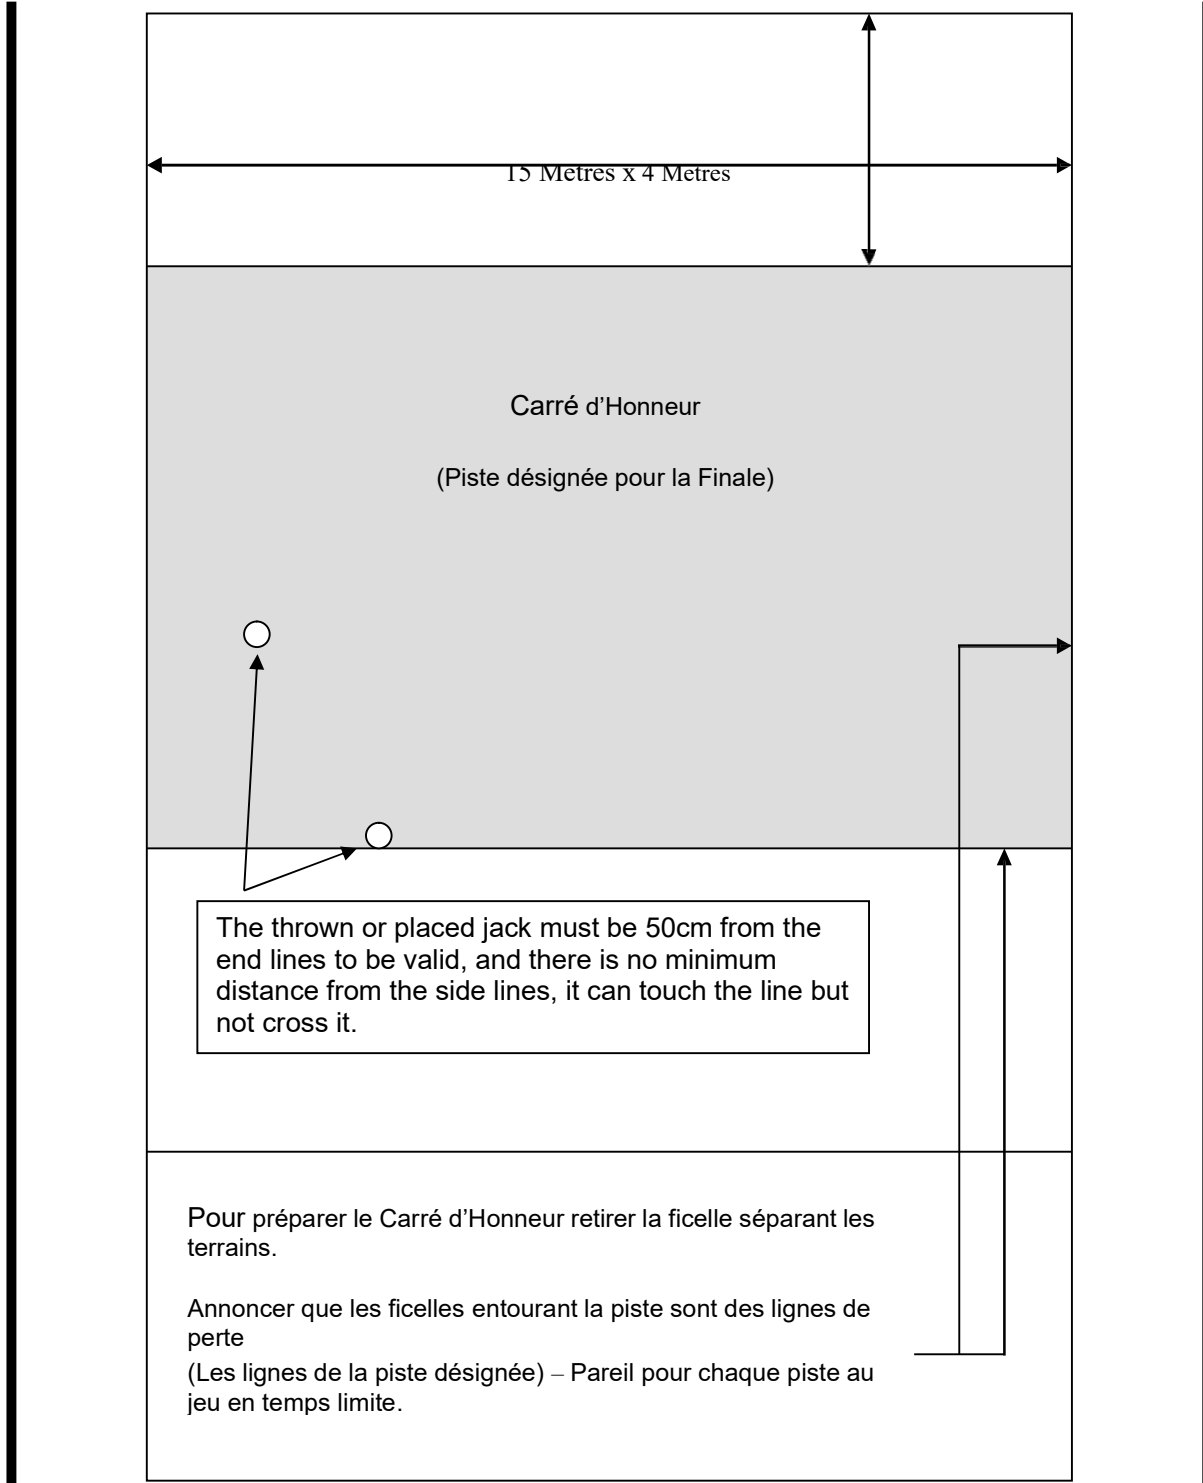 15 Metres x 4 Metres
Carré d’Honneur
(Piste désignée pour la Finale)
The thrown or placed jack must be 50cm from the
end lines to be valid, and there is no minimum
distance from the side lines, it can touch the line but
not cross it.
Pour préparer le Carré d’Honneur retirer la ficelle séparant les
terrains.
Annoncer que les ficelles entourant la piste sont des lignes de
perte
(Les lignes de la piste désignée) – Pareil pour chaque piste au
jeu en temps limite.